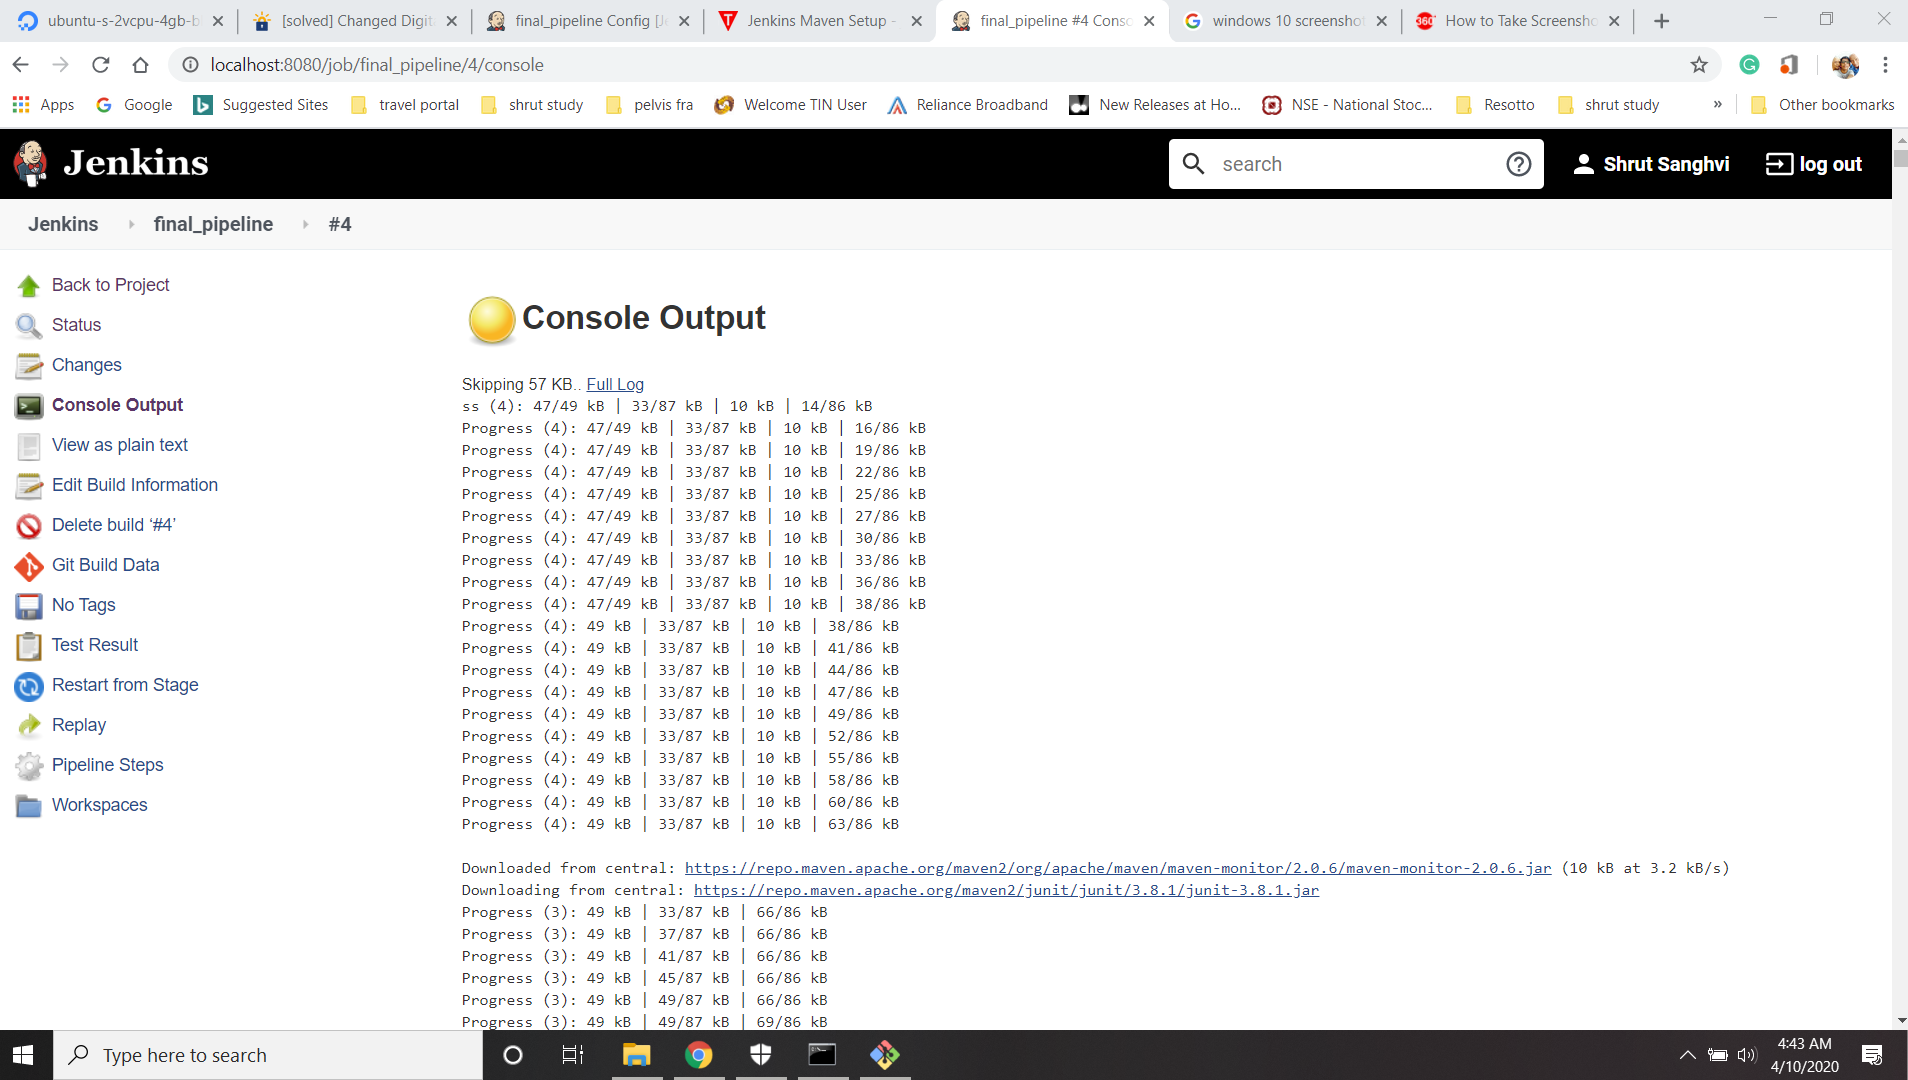 ubuntu-s-2vcpu-4gb-b
[solved] Changed Digit
final_pipeline Config [Je
Jenkins Maven Setup -
final_pipeline #4 Conso
windows 10 screenshot
How to Take Screensho
localhost:8080/job/final_pipeline/4/console
Apps
Google
Suggested Sites
travel portal
shrut study
pelvis fra
Welcome TIN User
Reliance Broadband
New Releases at Ho...
NSE - National Stoc...
Resotto
shrut study
»
Other bookmarks
Jenkins
search
Shrut Sanghvi
log out
Jenkins
final_pipeline
#4
Back to Project
Status
Changes
Console Output
View as plain text
Edit Build Information
Delete build ‘#4’
Git Build Data
No Tags
Test Result
Restart from Stage
Replay
Pipeline Steps
Workspaces
Console Output
Skipping 57 KB.. Full Log
ss (4): 47/49 kB | 33/87 kB | 10 kB | 14/86 kB
Progress (4): 47/49 kB | 33/87 kB | 10 kB | 16/86 kB
Progress (4): 47/49 kB | 33/87 kB | 10 kB | 19/86 kB
Progress (4): 47/49 kB | 33/87 kB | 10 kB | 22/86 kB
Progress (4): 47/49 kB | 33/87 kB | 10 kB | 25/86 kB
Progress (4): 47/49 kB | 33/87 kB | 10 kB | 27/86 kB
Progress (4): 47/49 kB | 33/87 kB | 10 kB | 30/86 kB
Progress (4): 47/49 kB | 33/87 kB | 10 kB | 33/86 kB
Progress (4): 47/49 kB | 33/87 kB | 10 kB | 36/86 kB
Progress (4): 47/49 kB | 33/87 kB | 10 kB | 38/86 kB
Progress (4): 49 kB | 33/87 kB | 10 kB | 38/86 kB
Progress (4): 49 kB | 33/87 kB | 10 kB | 41/86 kB
Progress (4): 49 kB | 33/87 kB | 10 kB | 44/86 kB
Progress (4): 49 kB | 33/87 kB | 10 kB | 47/86 kB
Progress (4): 49 kB | 33/87 kB | 10 kB | 49/86 kB
Progress (4): 49 kB | 33/87 kB | 10 kB | 52/86 kB
Progress (4): 49 kB | 33/87 kB | 10 kB | 55/86 kB
Progress (4): 49 kB | 33/87 kB | 10 kB | 58/86 kB
Progress (4): 49 kB | 33/87 kB | 10 kB | 60/86 kB
Progress (4): 49 kB | 33/87 kB | 10 kB | 63/86 kB
Downloaded from central: https://repo.maven.apache.org/maven2/org/apache/maven/maven-monitor/2.0.6/maven-monitor-2.0.6.jar (10 kB at 3.2 kB/s)
Downloading from central: https://repo.maven.apache.org/maven2/junit/junit/3.8.1/junit-3.8.1.jar
Progress (3): 49 kB | 33/87 kB | 66/86 kB
Progress (3): 49 kB | 37/87 kB | 66/86 kB
Progress (3): 49 kB | 41/87 kB | 66/86 kB
Progress (3): 49 kB | 45/87 kB | 66/86 kB
Progress (3): 49 kB | 49/87 kB | 66/86 kB
Progress (3): 49 kB | 49/87 kB | 69/86 kB
Type here to search
4:43 AM
4/10/2020